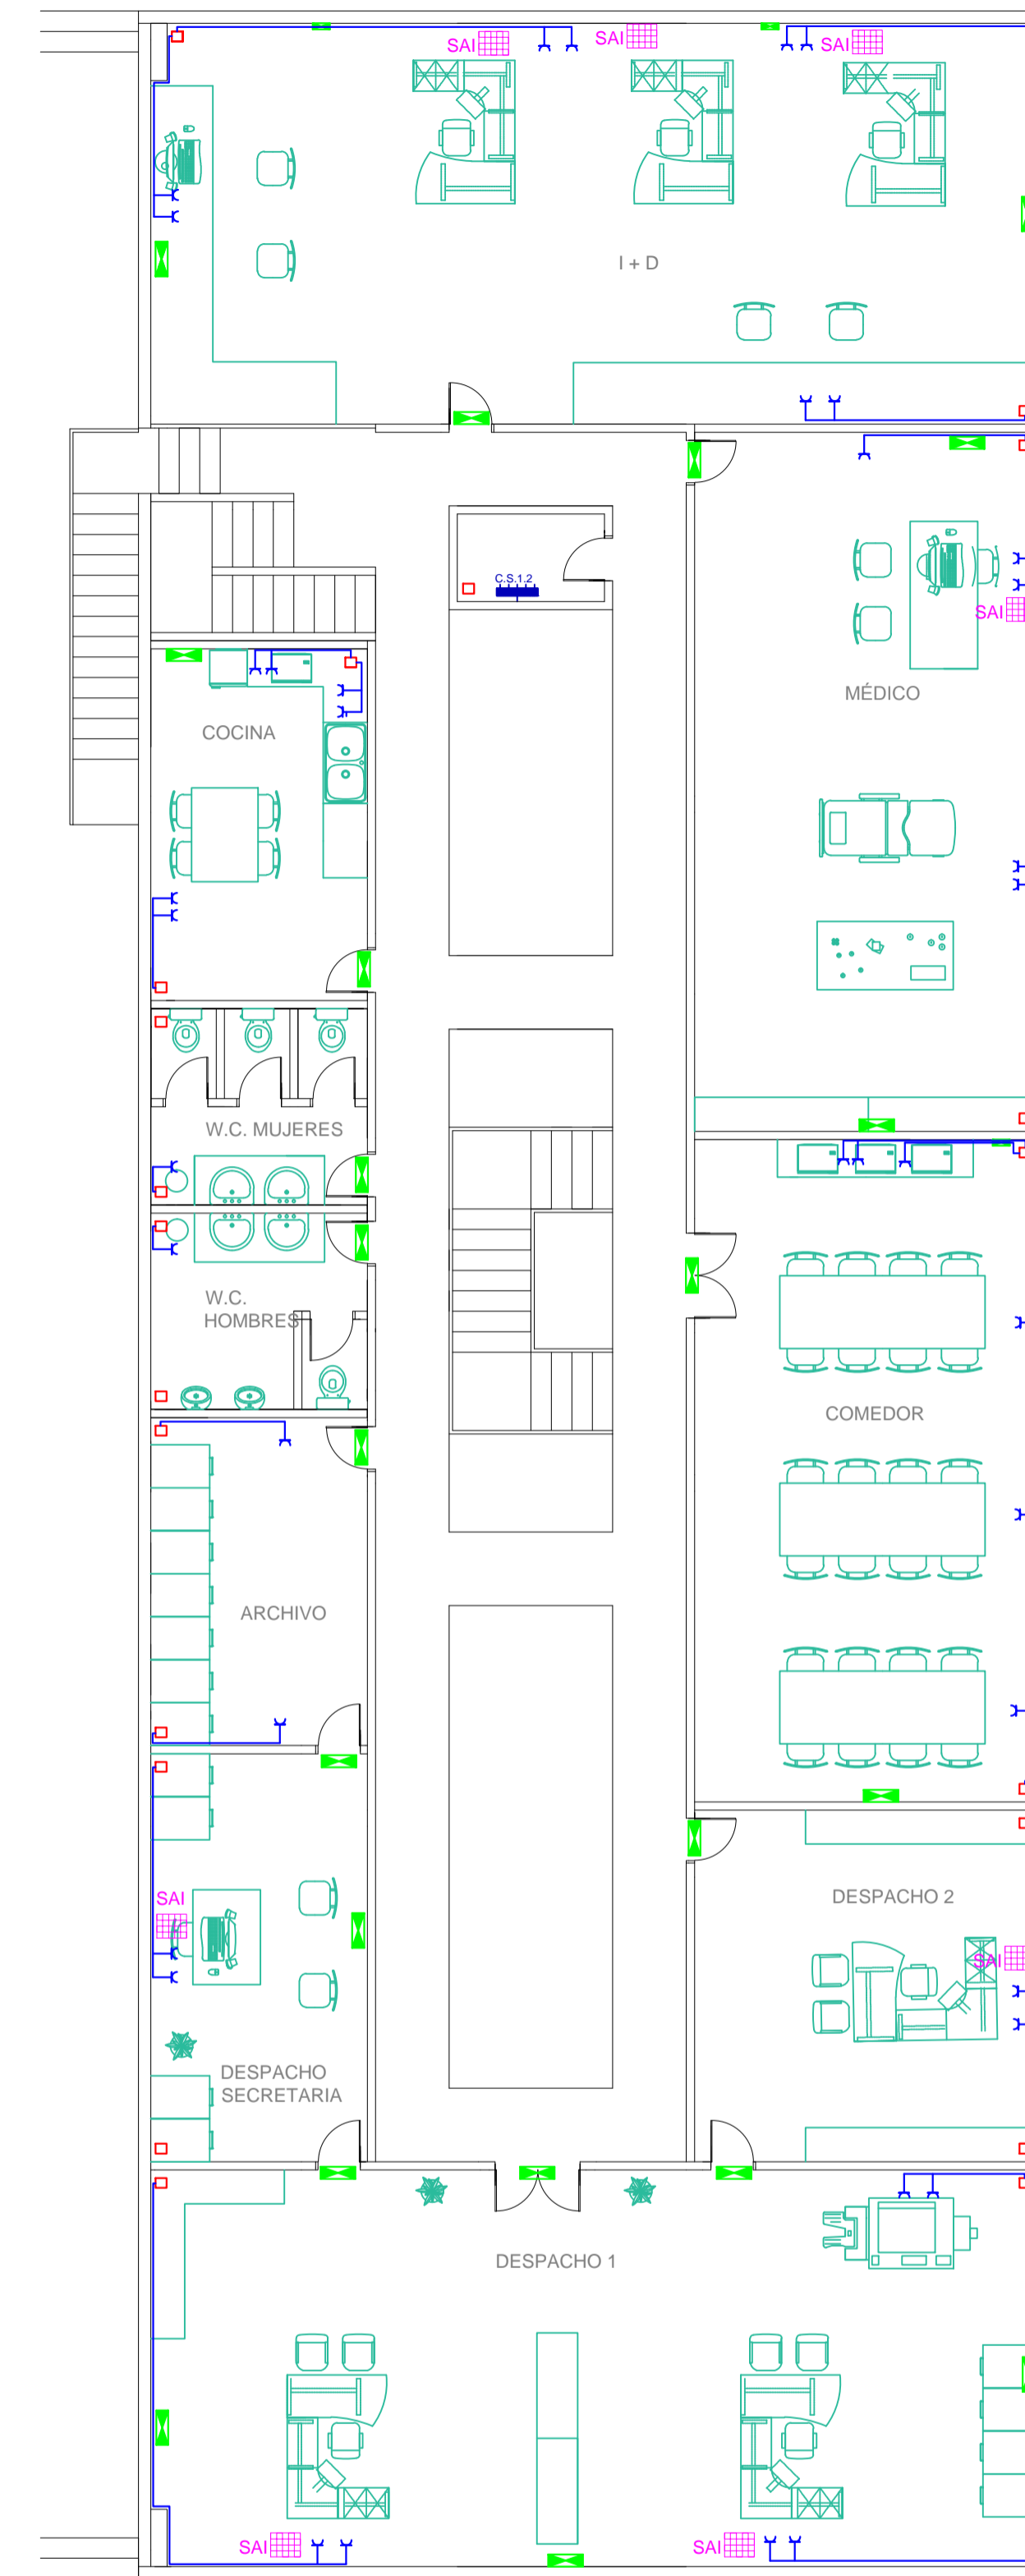 SAI
SAI
SAI
I + D
C.S.1.2
SAI
MÉDICO
COCINA
W.C. MUJERES
W.C.
HOMBRES
COMEDOR
ARCHIVO
SAI
DESPACHO 2
SAI
DESPACHO
SECRETARIA
DESPACHO 1
SAI
SAI